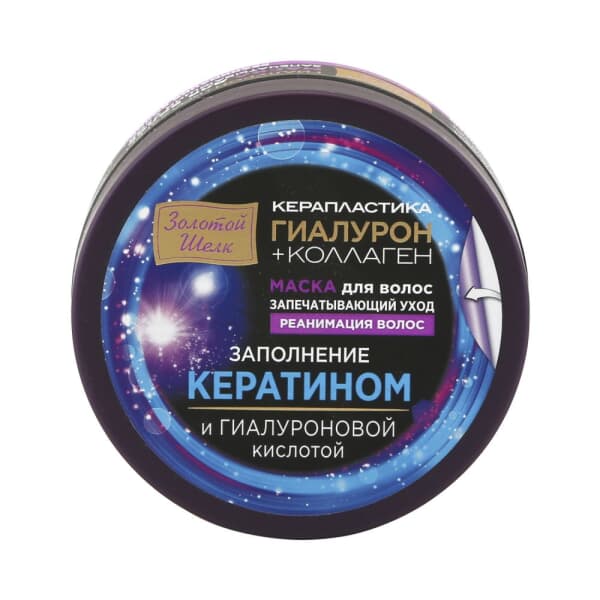 Золотой
Шелк
КЕРАПЛАСТИКА
ГИАЛУРОН
+КОЛЛАГЕН
МАСКА для волос
ЗАПЕЧАТЫВАЮЩИЙ УХОД
РЕАНИМАЦИЯ ВОЛОС
ЗАПОЛНЕНИЕ
КЕРАТИНОМ
и ГИАЛУРОНОВОЙ
кислотой